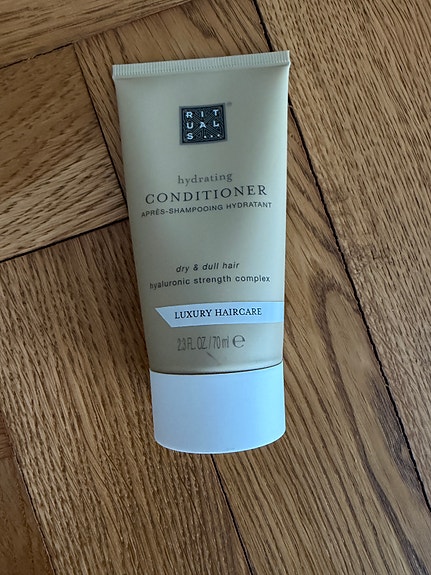 RIT
UAL
S...
hydrating
CONDITIONER
APRÈS-SHAMPOOING HYDRATANT
dry & dull hair
hyaluronic strength complex
LUXURY HAIRCARE
2.3 FL.OZ / 70 ml ℮